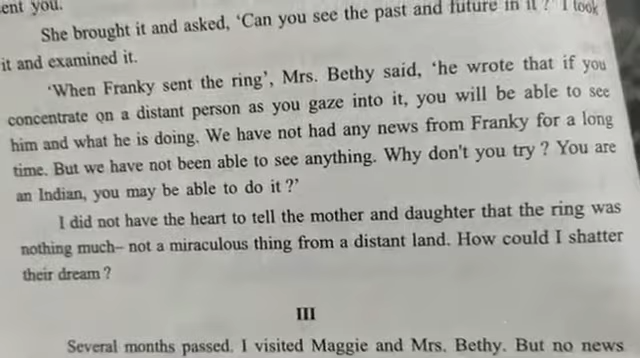 ent you.
She brought it and asked, ‘Can you see the past and future in it ?’ I took
it and examined it.
‘When Franky sent the ring’, Mrs. Bethy said, ‘he wrote that if you
concentrate on a distant person as you gaze into it, you will be able to see
him and what he is doing. We have not had any news from Franky for a long
time. But we have not been able to see anything. Why don't you try ? You are
an Indian, you may be able to do it ?’
I did not have the heart to tell the mother and daughter that the ring was
nothing much– not a miraculous thing from a distant land. How could I shatter
their dream ?
III
Several months passed. I visited Maggie and Mrs. Bethy. But no news